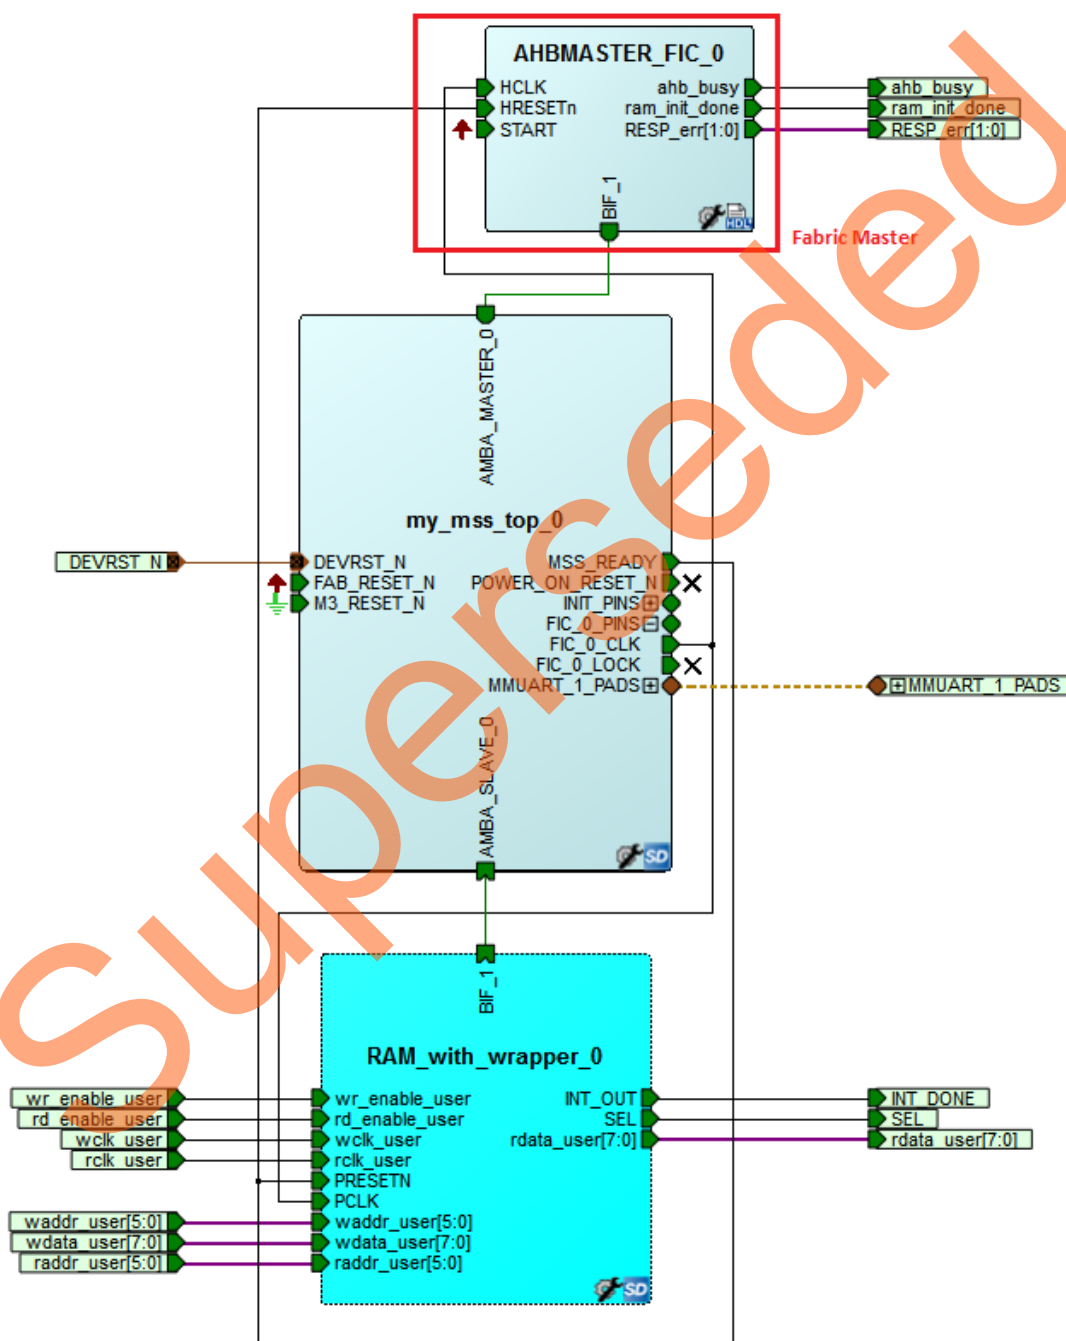 AHBMASTER_FIC_0
HCLK
HRESETn
START
ahb_busy
ram_init_done
RESP_err[1:0]
BIF_1
HDL
ahb_busy
ram_init_done
RESP_err[1:0]
Fabric Master
AMBA_MASTER_0
my_mss_top_0
DEVRST_N
DEVRST_N
FAB_RESET_N
M3_RESET_N
MSS_READY
POWER_ON_RESET_N
INIT_PINS
FIC_0_PINS
FIC_0_CLK
FIC_0_LOCK
MMUART_1_PADS
MMUART_1_PADS
AMBA_SLAVE_0
SD
BIF_1
RAM_with_wrapper_0
wr_enable_user
rd_enable_user
wclk_user
rclk_user
waddr_user[5:0]
wdata_user[7:0]
raddr_user[5:0]
wr_enable_user
rd_enable_user
wclk_user
rclk_user
PRESETN
PCLK
waddr_user[5:0]
wdata_user[7:0]
raddr_user[5:0]
INT_OUT
SEL
rdata_user[7:0]
INT_DONE
SEL
rdata_user[7:0]
SD
Superseded